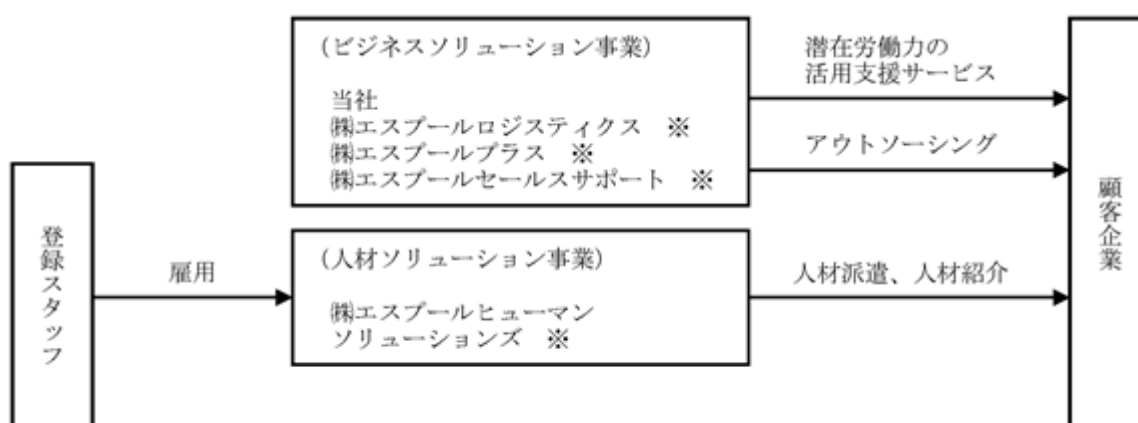 (ビジネスソリューション事業)
当社
㈱エスプールロジスティクス ※
㈱エスプールプラス ※
㈱エスプールセールスサポート ※
潜在労働力の
活用支援サービス
アウトソーシング
登録スタッフ
雇用
(人材ソリューション事業)
㈱エスプールヒューマン
ソリューションズ ※
人材派遣、人材紹介
顧客企業